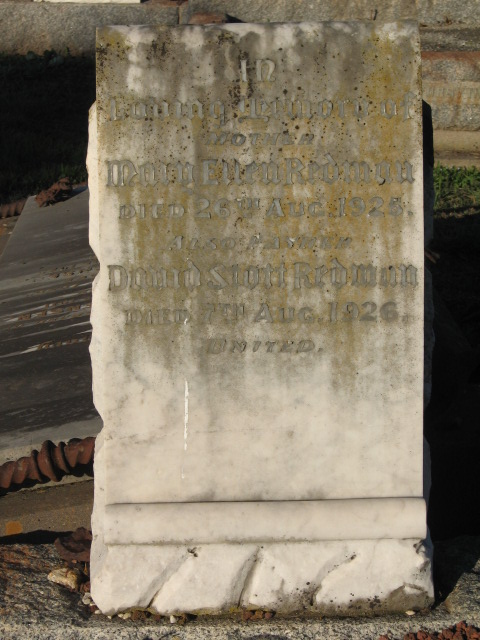 In
Loving Memory of
MOTHER
Mary Ellen Redman
DIED 26TH AUG. 1925.
ALSO FATHER
David Stott Redman
DIED 7TH AUG. 1926.
UNITED.